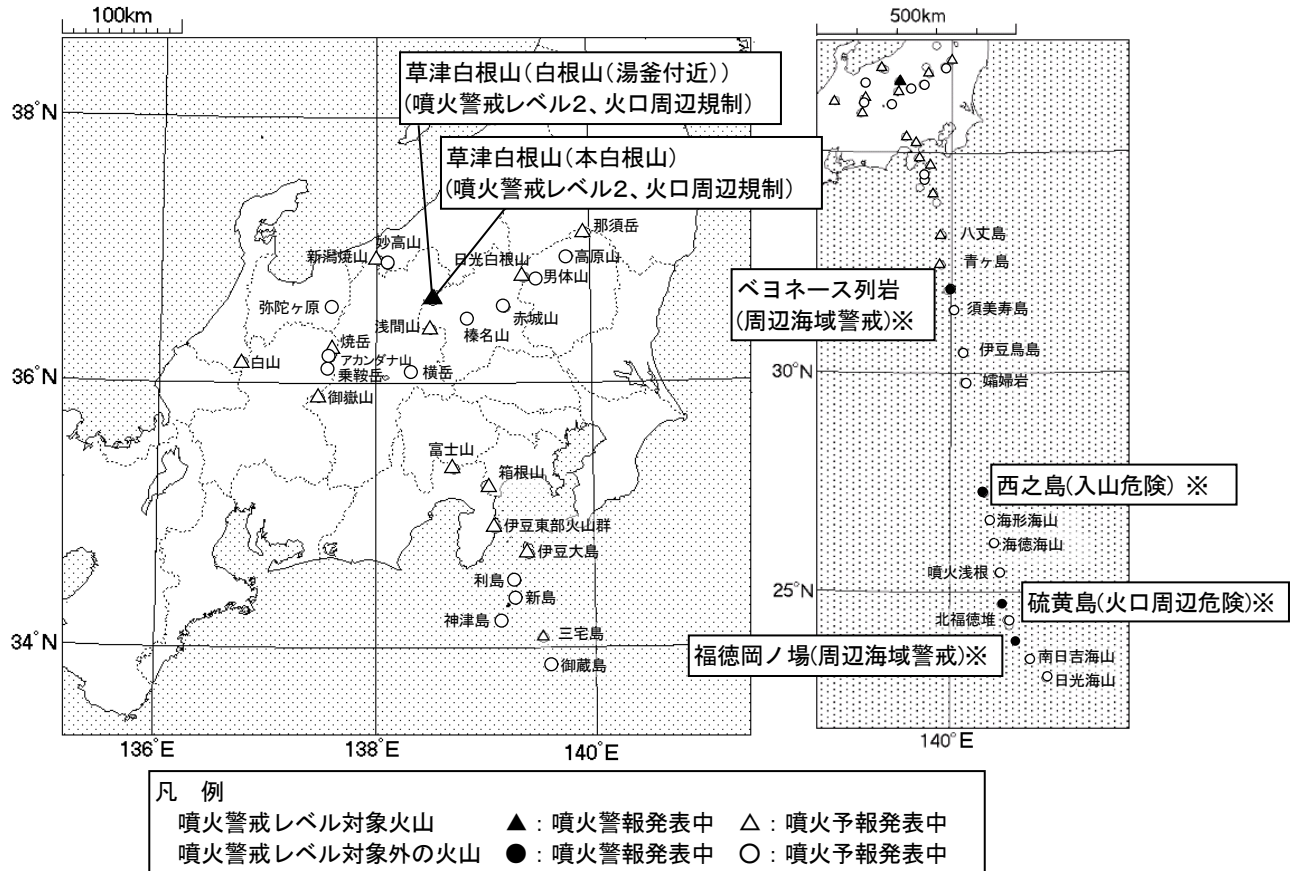 100km
500km
草津白根山(白根山(湯釜付近))
(噴火警戒レベル2、火口周辺規制)
草津白根山(本白根山)
(噴火警戒レベル2、火口周辺規制)
38°N
36°N
34°N
136°E
138°E
140°E
那須岳
妙高山
新潟焼山
日光白根山
高原山
男体山
弥陀ヶ原
浅間山
赤城山
榛名山
焼岳
アカンダナ山
白山
乗鞍岳
横岳
御嶽山
富士山
箱根山
伊豆東部火山群
伊豆大島
利島
新島
神津島
三宅島
御蔵島
八丈島
青ヶ島
ベヨネース列岩
(周辺海域警戒)※
須美寿島
伊豆鳥島
30°N
孀婦岩
西之島(入山危険) ※
海形海山
海徳海山
噴火浅根
25°N
硫黄島(火口周辺危険)※
北福徳堆
福徳岡ノ場(周辺海域警戒)※
南日吉海山
日光海山
140°E
凡 例
噴火警戒レベル対象火山 ▲:噴火警報発表中 △:噴火予報発表中
噴火警戒レベル対象外の火山 ●:噴火警報発表中 ○:噴火予報発表中